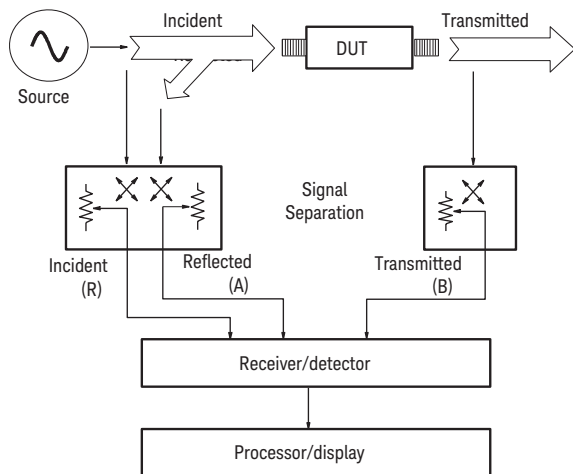 Incident
Transmitted
DUT
Source
Signal
Separation
Incident
(R)
Reflected
(A)
Transmitted
(B)
Receiver/detector
Processor/display